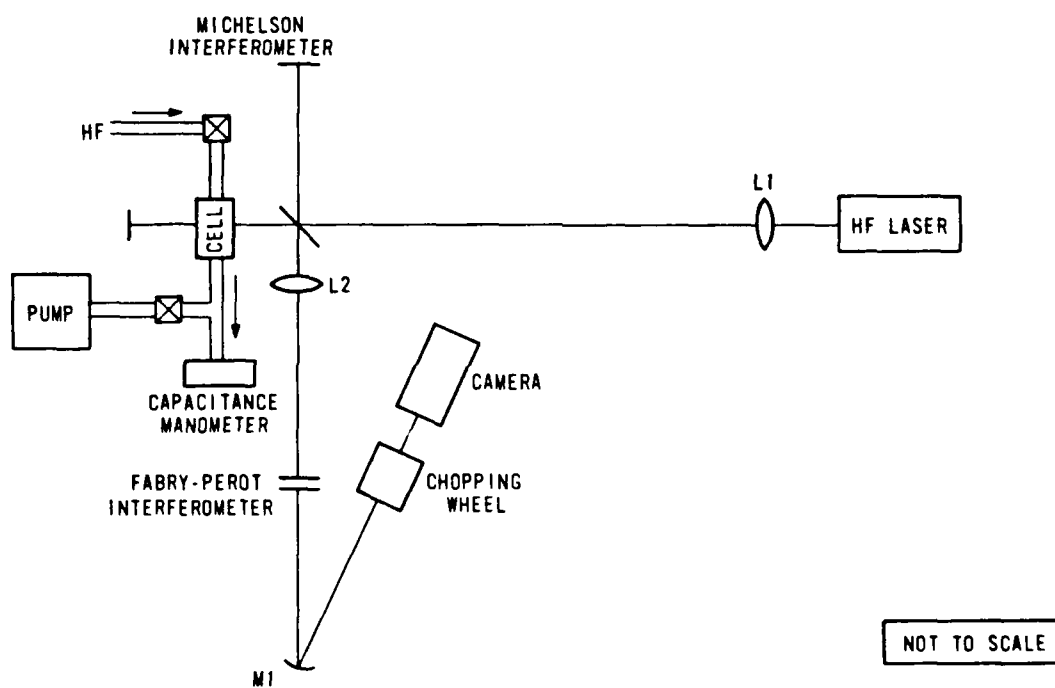 MICHELSON
INTERFEROMETER
HF
L1
HF LASER
CELL
L2
PUMP
CAMERA
CAPACITANCE
MANOMETER
FABRY-PEROT
INTERFEROMETER
CHOPPING
WHEEL
NOT TO SCALE
M1